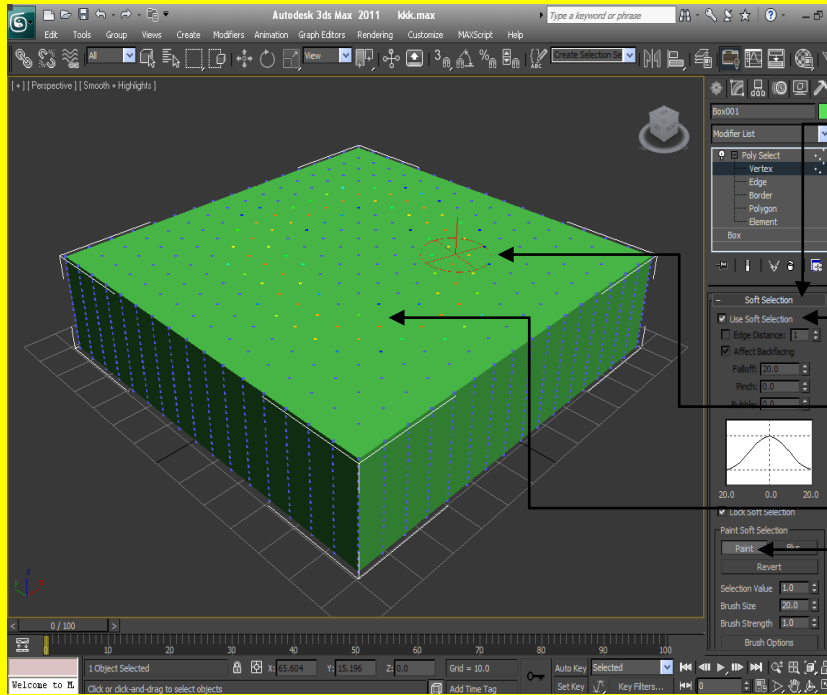 Autodesk 3ds Max 2011 kkk.max
Type a keyword or phrase
Edit Tools Group Views Create Modifiers Animation Graph Editors Rendering Customize MAXScript Help
All
View
Create Selection Se
[ + ] [ Perspective ] [ Smooth + Highlights ]
Box001
Modifier List
Poly Select
Vertex
Edge
Border
Polygon
Element
Box
Soft Selection
Use Soft Selection
Edge Distance: 1
Affect Backfacing
Falloff: 20.0
Pinch: 0.0
Bubble: 0.0
20.0 0.0 20.0
Lock Soft Selection
Paint Soft Selection
Paint Blur
Revert
Selection Value 1.0
Brush Size 20.0
Brush Strength 1.0
Brush Options
0 / 100
0 10 20 30 40 50 60 70 80 90 100
1 Object Selected
X: 65.604 Y: 15.196 Z: 0.0
Grid = 10.0
Auto Key Selected
Welcome to M
Click or click-and-drag to select objects
Add Time Tag
Set Key Key Filters... 0